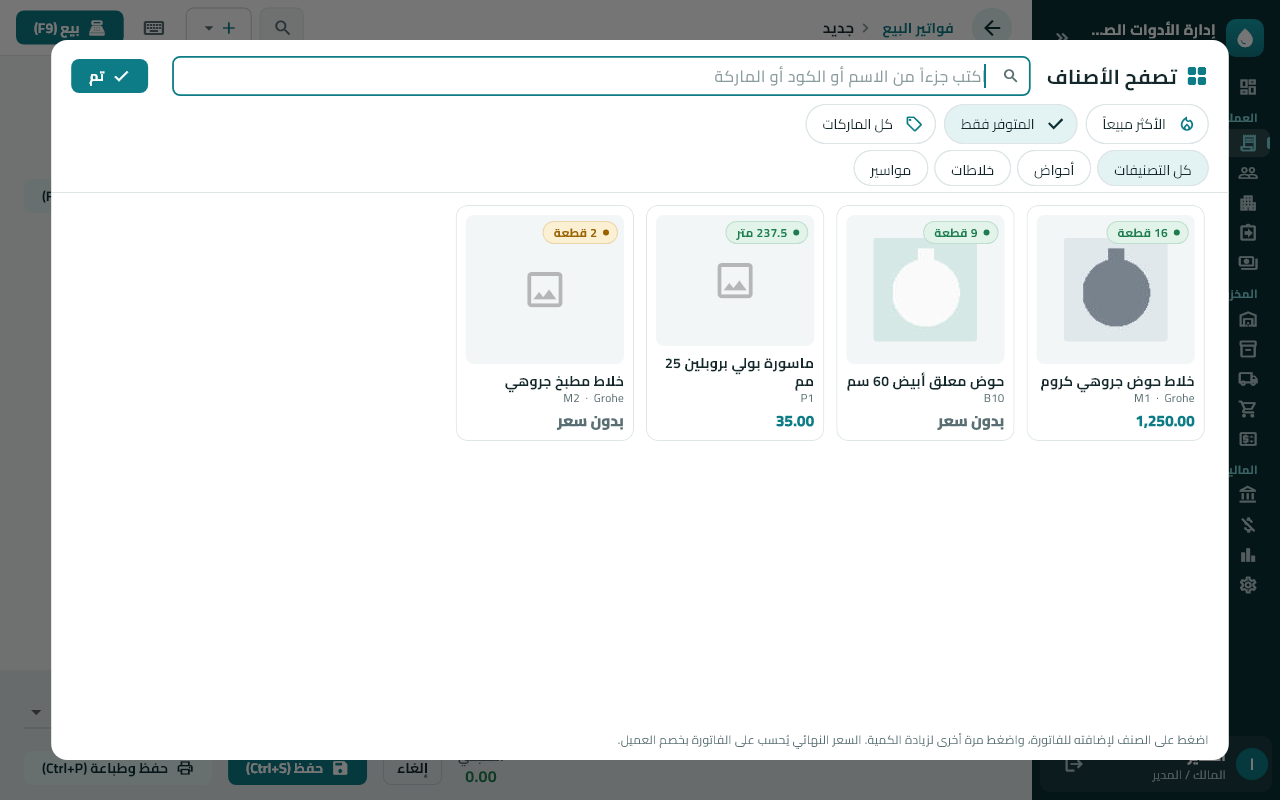 إدارة الأدوات الصـ...
فواتير البيع
جديد
بيع (F9)
تصفح الأصناف
اكتب جزءاً من الاسم أو الكود أو الماركة
تم
الأكثر مبيعاً
المتوفر فقط
كل الماركات
كل التصنيفات
أحواض
خلاطات
مواسير
16 قطعة
خلاط حوض جروهي كروم
M1 · Grohe
1,250.00
9 قطعة
حوض معلق أبيض 60 سم
B10
بدون سعر
237.5 متر
ماسورة بولي بروبلين 25
مم
P1
35.00
2 قطعة
خلاط مطبخ جروهي
M2 · Grohe
بدون سعر
اضغط على الصنف لإضافته للفاتورة، واضغط مرة أخرى لزيادة الكمية. السعر النهائي يُحسب على الفاتورة بخصم العميل.
المالك / المدير
0.00
إلغاء
حفظ (Ctrl+S)
حفظ وطباعة (Ctrl+P)